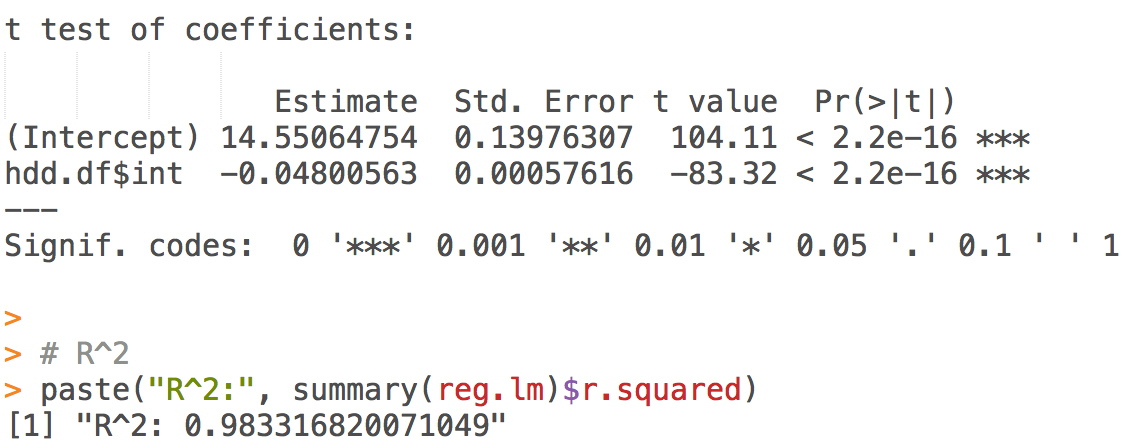 t test of coefficients:
Estimate Std. Error t value Pr(>|t|)
(Intercept) 14.55064754 0.13976307 104.11 < 2.2e-16 ***
hdd.df$int -0.04800563 0.00057616 -83.32 < 2.2e-16 ***
---
Signif. codes: 0 '***' 0.001 '**' 0.01 '*' 0.05 '.' 0.1 ' ' 1
>
> # R^2
> paste("R^2:", summary(reg.lm)$r.squared)
[1] "R^2: 0.983316820071049"